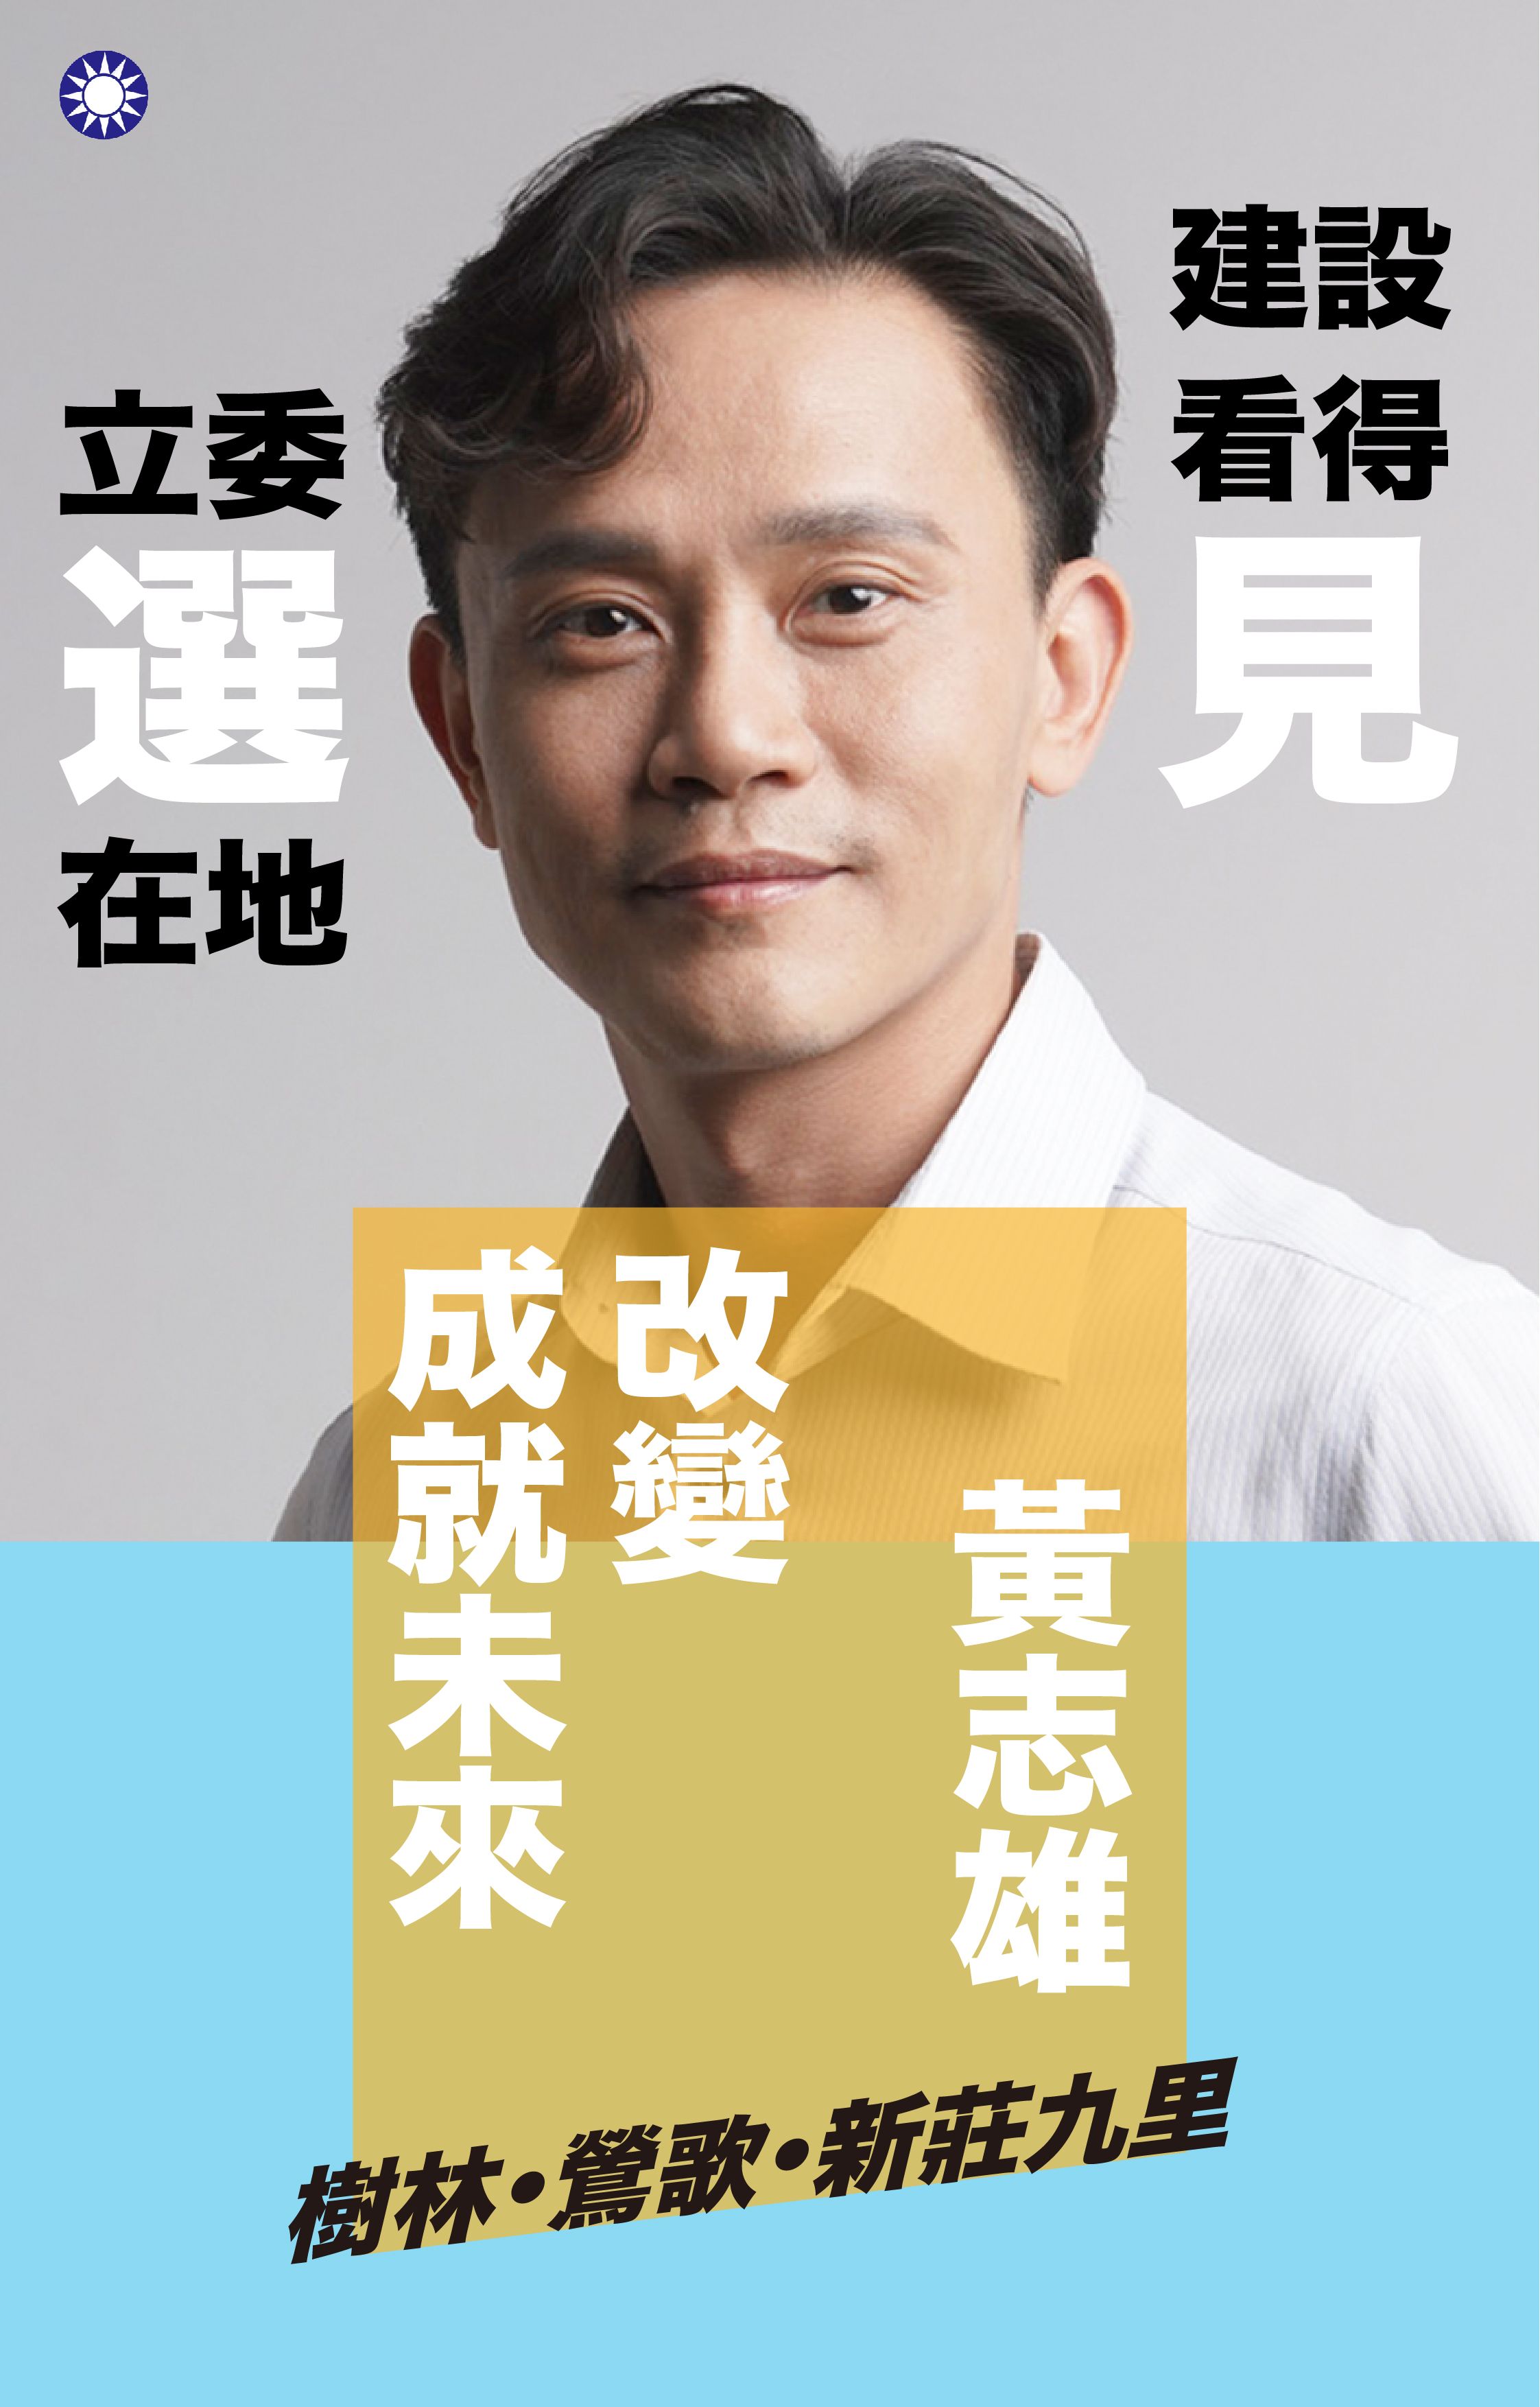 建設
看得
見
立委
選
在地
黃志雄
改變
成就未來
樹林•鶯歌•新莊九里